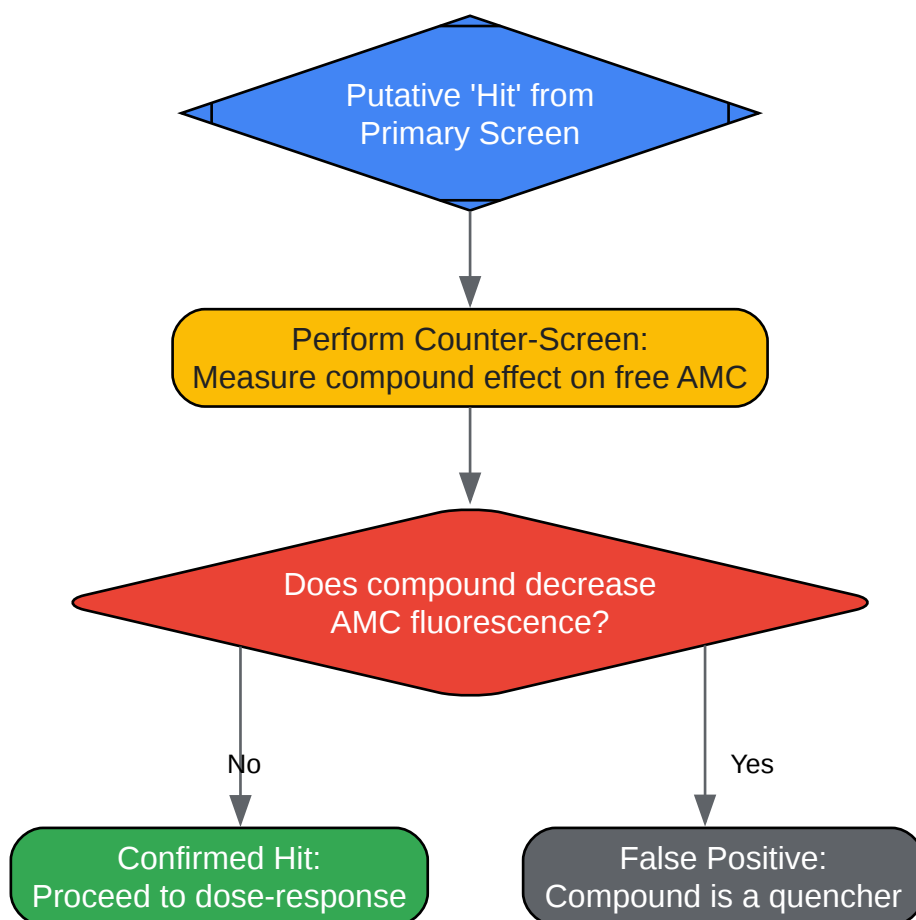 Putative 'Hit' from
Primary Screen
Perform Counter-Screen:
Measure compound effect on free AMC
Does compound decrease
AMC fluorescence?
No
Yes
Confirmed Hit:
Proceed to dose-response
False Positive:
Compound is a quencher